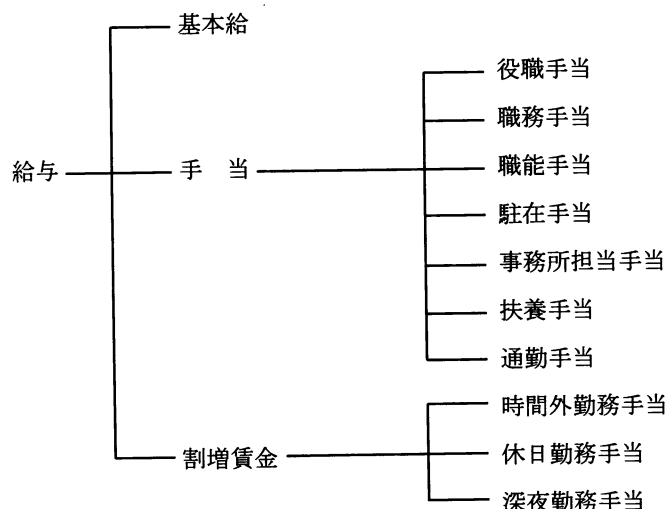 基本給
役職手当
職務手当
給与
手 当
職能手当
駐在手当
事務所担当手当
扶養手当
通勤手当
時間外勤務手当
割増賃金
休日勤務手当
深夜勤務手当